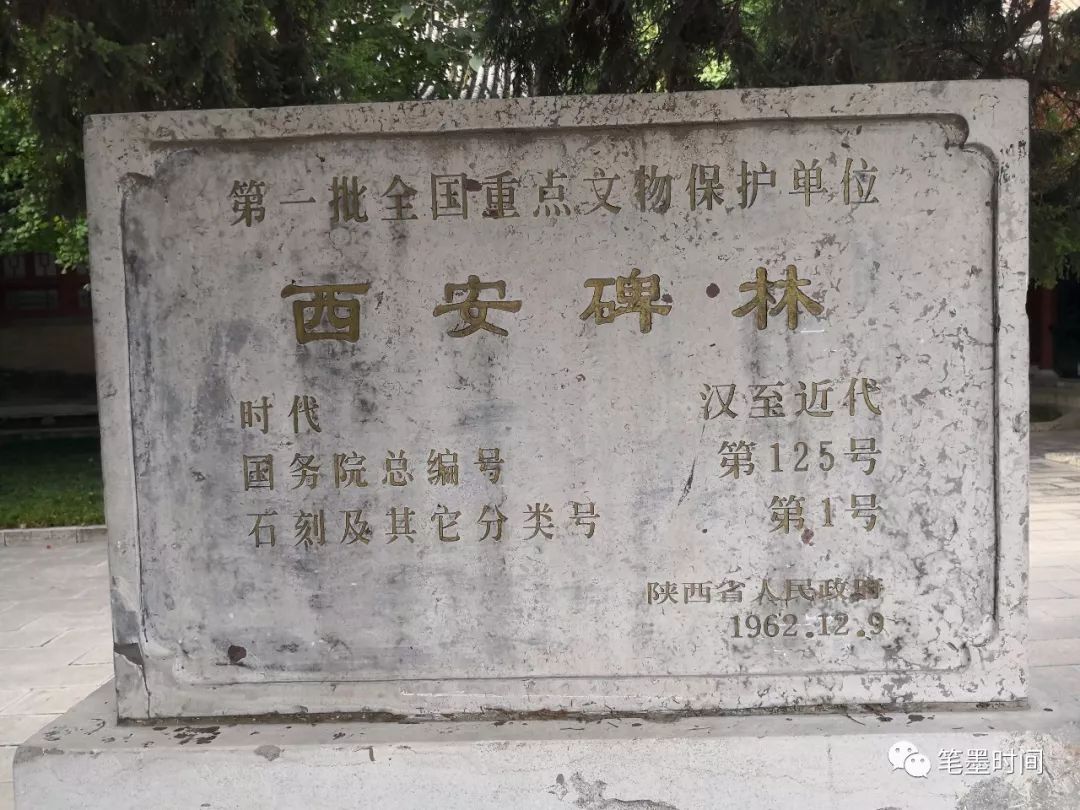 第一批全国重点文物保护单位
西安碑林
时代 汉至近代
国务院总编号 第125号
石刻及其它分类号 第1号
陕西省人民政府
1962.12.9
笔墨时间